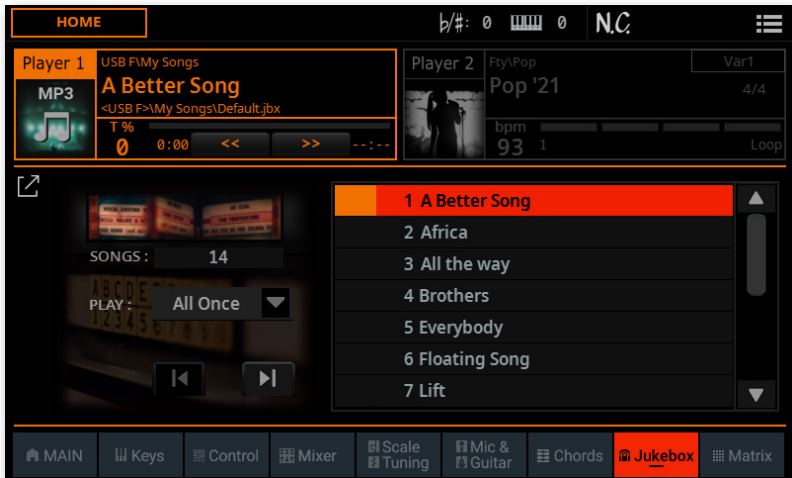 HOME
b/#: 0 0 N.C.
Player 1 USB F\My Songs
MP3
A Better Song
<USB F>\My Songs\Default.jbx
T %
0 0:00 << >> --:--
Player 2 Fty\Pop Var1
Pop '21 4/4
bpm
93 1 Loop
SONGS : 14
PLAY : All Once
1 A Better Song
2 Africa
3 All the way
4 Brothers
5 Everybody
6 Floating Song
7 Lift
MAIN Keys Control Mixer Scale Tuning Mic & Guitar Chords Jukebox Matrix